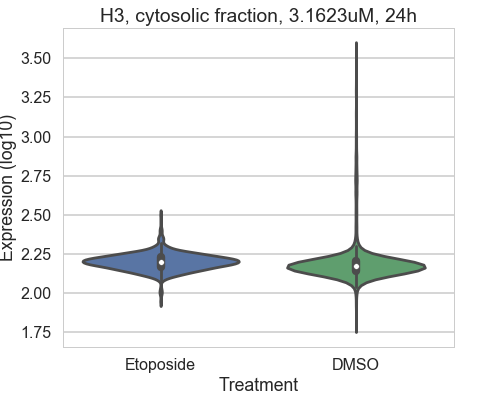 H3, cytosolic fraction, 3.1623uM, 24h
3.50
3.25
3.00
2.75
2.50
2.25
2.00
1.75
Expression (log10)
Etoposide
DMSO
Treatment